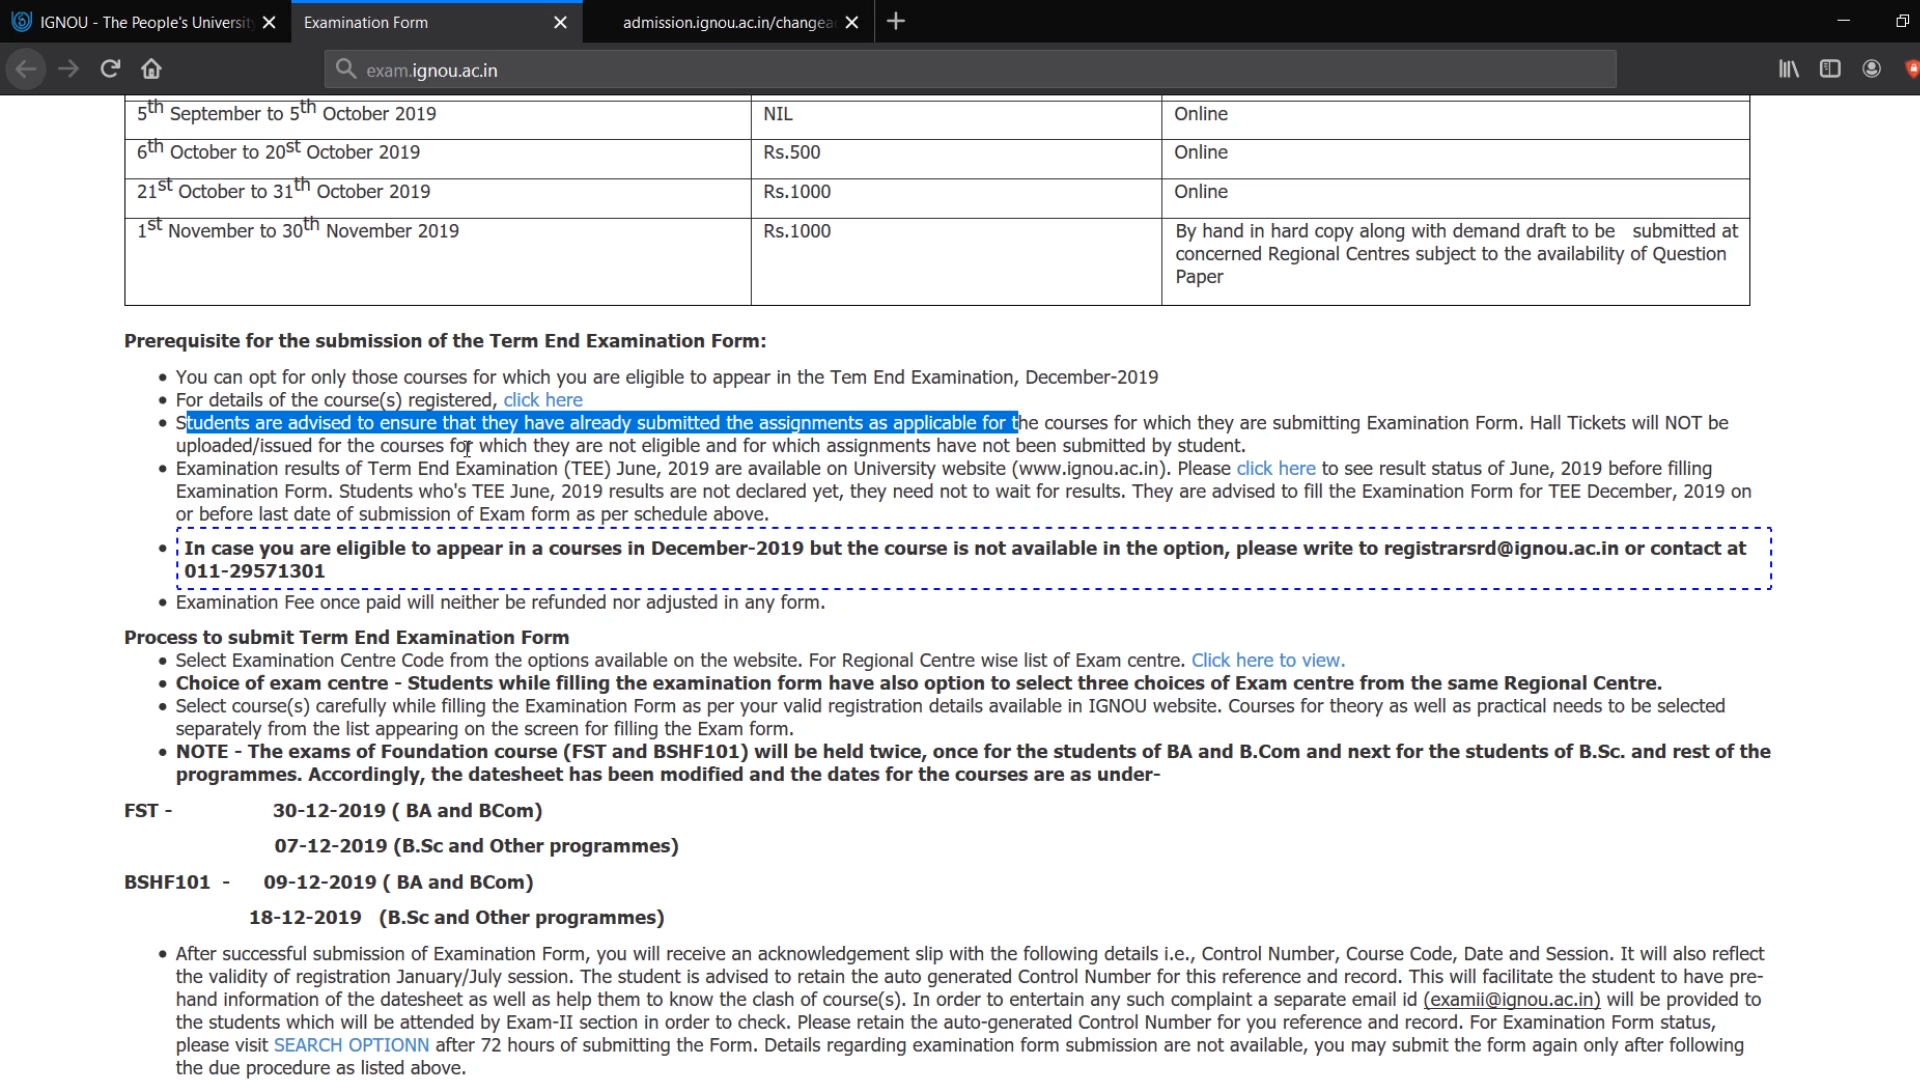 IGNOU - The People's Universit
Examination Form
admission.ignou.ac.in/changea
exam.ignou.ac.in
5th September to 5th October 2019 NIL Online
6th October to 20st October 2019 Rs.500 Online
21st October to 31th October 2019 Rs.1000 Online
1st November to 30th November 2019 Rs.1000 By hand in hard copy along with demand draft to be submitted at
concerned Regional Centres subject to the availability of Question
Paper
Prerequisite for the submission of the Term End Examination Form:
• You can opt for only those courses for which you are eligible to appear in the Tem End Examination, December-2019
• For details of the course(s) registered, click here
• Students are advised to ensure that they have already submitted the assignments as applicable for the courses for which they are submitting Examination Form. Hall Tickets will NOT be
uploaded/issued for the courses for which they are not eligible and for which assignments have not been submitted by student.
• Examination results of Term End Examination (TEE) June, 2019 are available on University website (www.ignou.ac.in). Please click here to see result status of June, 2019 before filling
Examination Form. Students who's TEE June, 2019 results are not declared yet, they need not to wait for results. They are advised to fill the Examination Form for TEE December, 2019 on
or before last date of submission of Exam form as per schedule above.
• In case you are eligible to appear in a courses in December-2019 but the course is not available in the option, please write to registrarsrd@ignou.ac.in or contact at
011-29571301
• Examination Fee once paid will neither be refunded nor adjusted in any form.
Process to submit Term End Examination Form
• Select Examination Centre Code from the options available on the website. For Regional Centre wise list of Exam centre. Click here to view.
• Choice of exam centre - Students while filling the examination form have also option to select three choices of Exam centre from the same Regional Centre.
• Select course(s) carefully while filling the Examination Form as per your valid registration details available in IGNOU website. Courses for theory as well as practical needs to be selected
separately from the list appearing on the screen for filling the Exam form.
• NOTE - The exams of Foundation course (FST and BSHF101) will be held twice, once for the students of BA and B.Com and next for the students of B.Sc. and rest of the
programmes. Accordingly, the datesheet has been modified and the dates for the courses are as under-
FST - 30-12-2019 ( BA and BCom)
07-12-2019 (B.Sc and Other programmes)
BSHF101 - 09-12-2019 ( BA and BCom)
18-12-2019 (B.Sc and Other programmes)
• After successful submission of Examination Form, you will receive an acknowledgement slip with the following details i.e., Control Number, Course Code, Date and Session. It will also reflect
the validity of registration January/July session. The student is advised to retain the auto generated Control Number for this reference and record. This will facilitate the student to have pre-
hand information of the datesheet as well as help them to know the clash of course(s). In order to entertain any such complaint a separate email id (examii@ignou.ac.in) will be provided to
the students which will be attended by Exam-II section in order to check. Please retain the auto-generated Control Number for you reference and record. For Examination Form status,
please visit SEARCH OPTIONN after 72 hours of submitting the Form. Details regarding examination form submission are not available, you may submit the form again only after following
the due procedure as listed above.